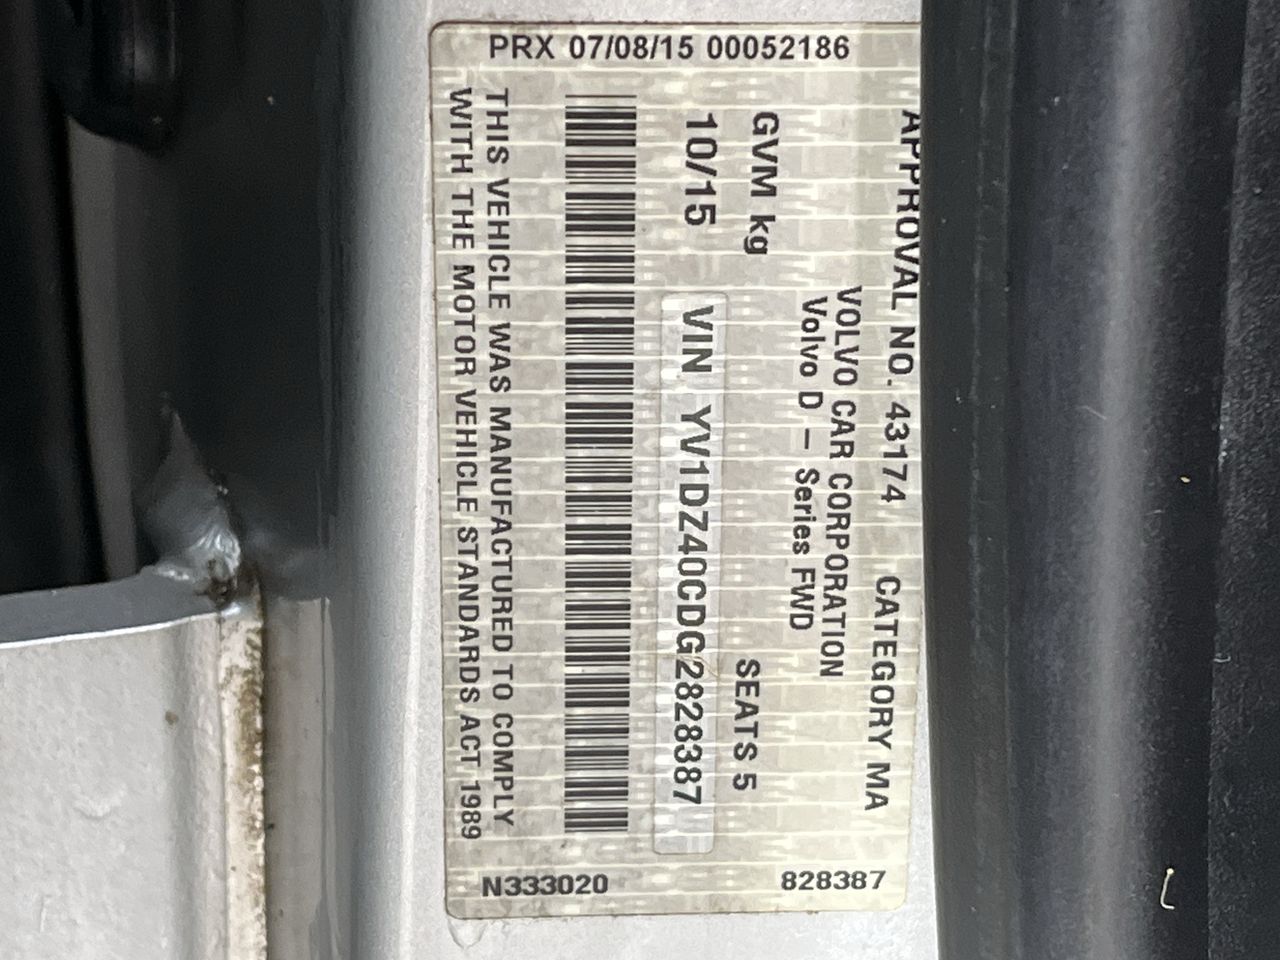 PRX 07/08/15 00052186
APPROVAL NO. 43174 CATEGORY MA
VOLVO CAR CORPORATION
Volvo D - Series FWD
GVM kg SEATS 5
10/15 VIN YV1DZ40CDG2828387
THIS VEHICLE WAS MANUFACTURED TO COMPLY
WITH THE MOTOR VEHICLE STANDARDS ACT 1989
N333020 828387